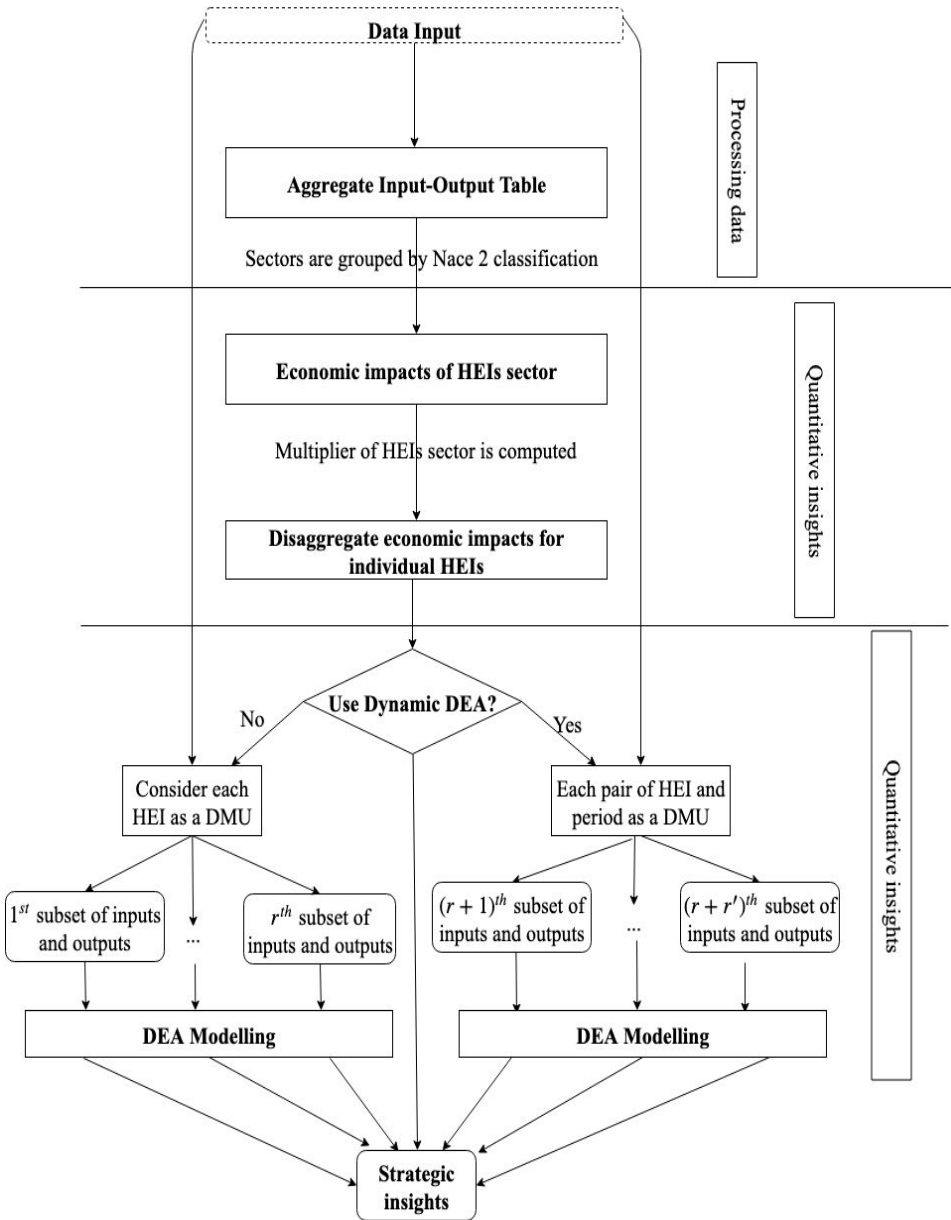 Data Input
Processing data
Aggregate Input-Output Table
Sectors are grouped by Nace 2 classification
Quantitative insights
Economic impacts of HEIs sector
Multiplier of HEIs sector is computed
Disaggregate economic impacts for
individual HEIs
Quantitative insights
Use Dynamic DEA?
No
Yes
Consider each
HEI as a DMU
Each pair of HEI and
period as a DMU
1st subset of inputs
and outputs
...
rth subset of
inputs and outputs
(r + 1)th subset of
inputs and outputs
...
(r + r′)th subset of
inputs and outputs
DEA Modelling
DEA Modelling
Strategic
insights